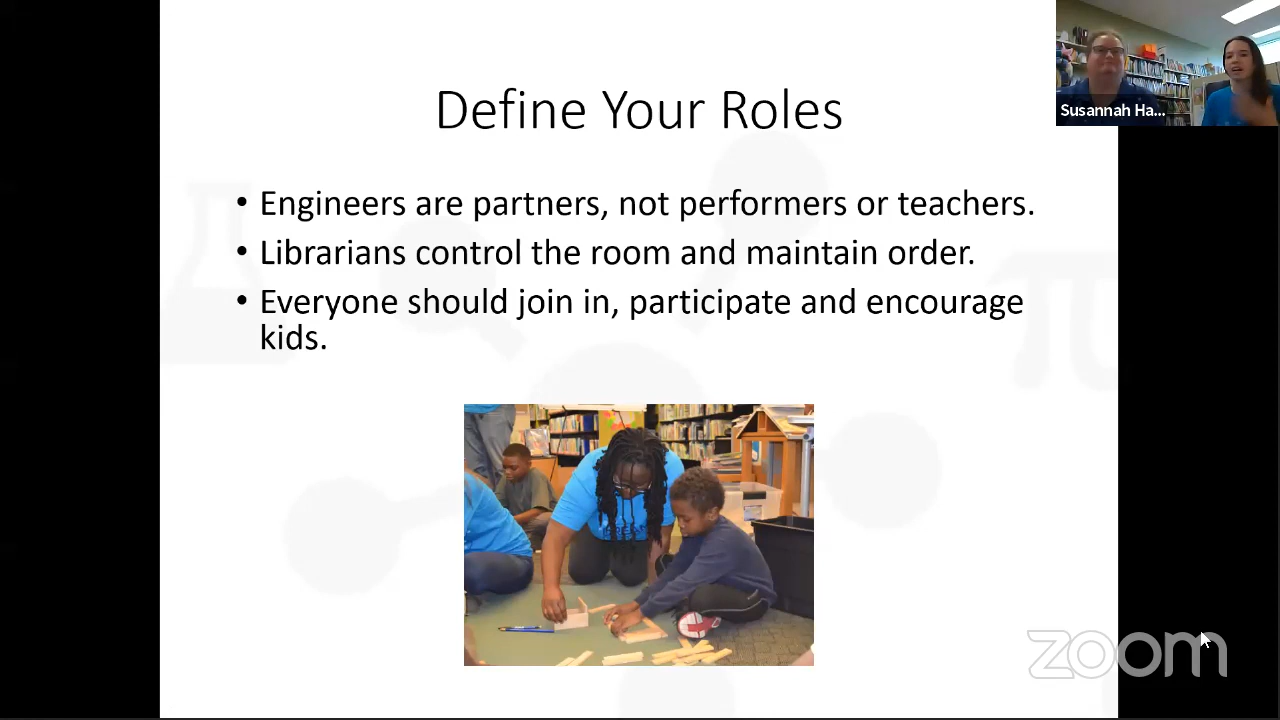 Define Your Roles
Susannah Ha...
• Engineers are partners, not performers or teachers.
• Librarians control the room and maintain order.
• Everyone should join in, participate and encourage
kids.
zoom